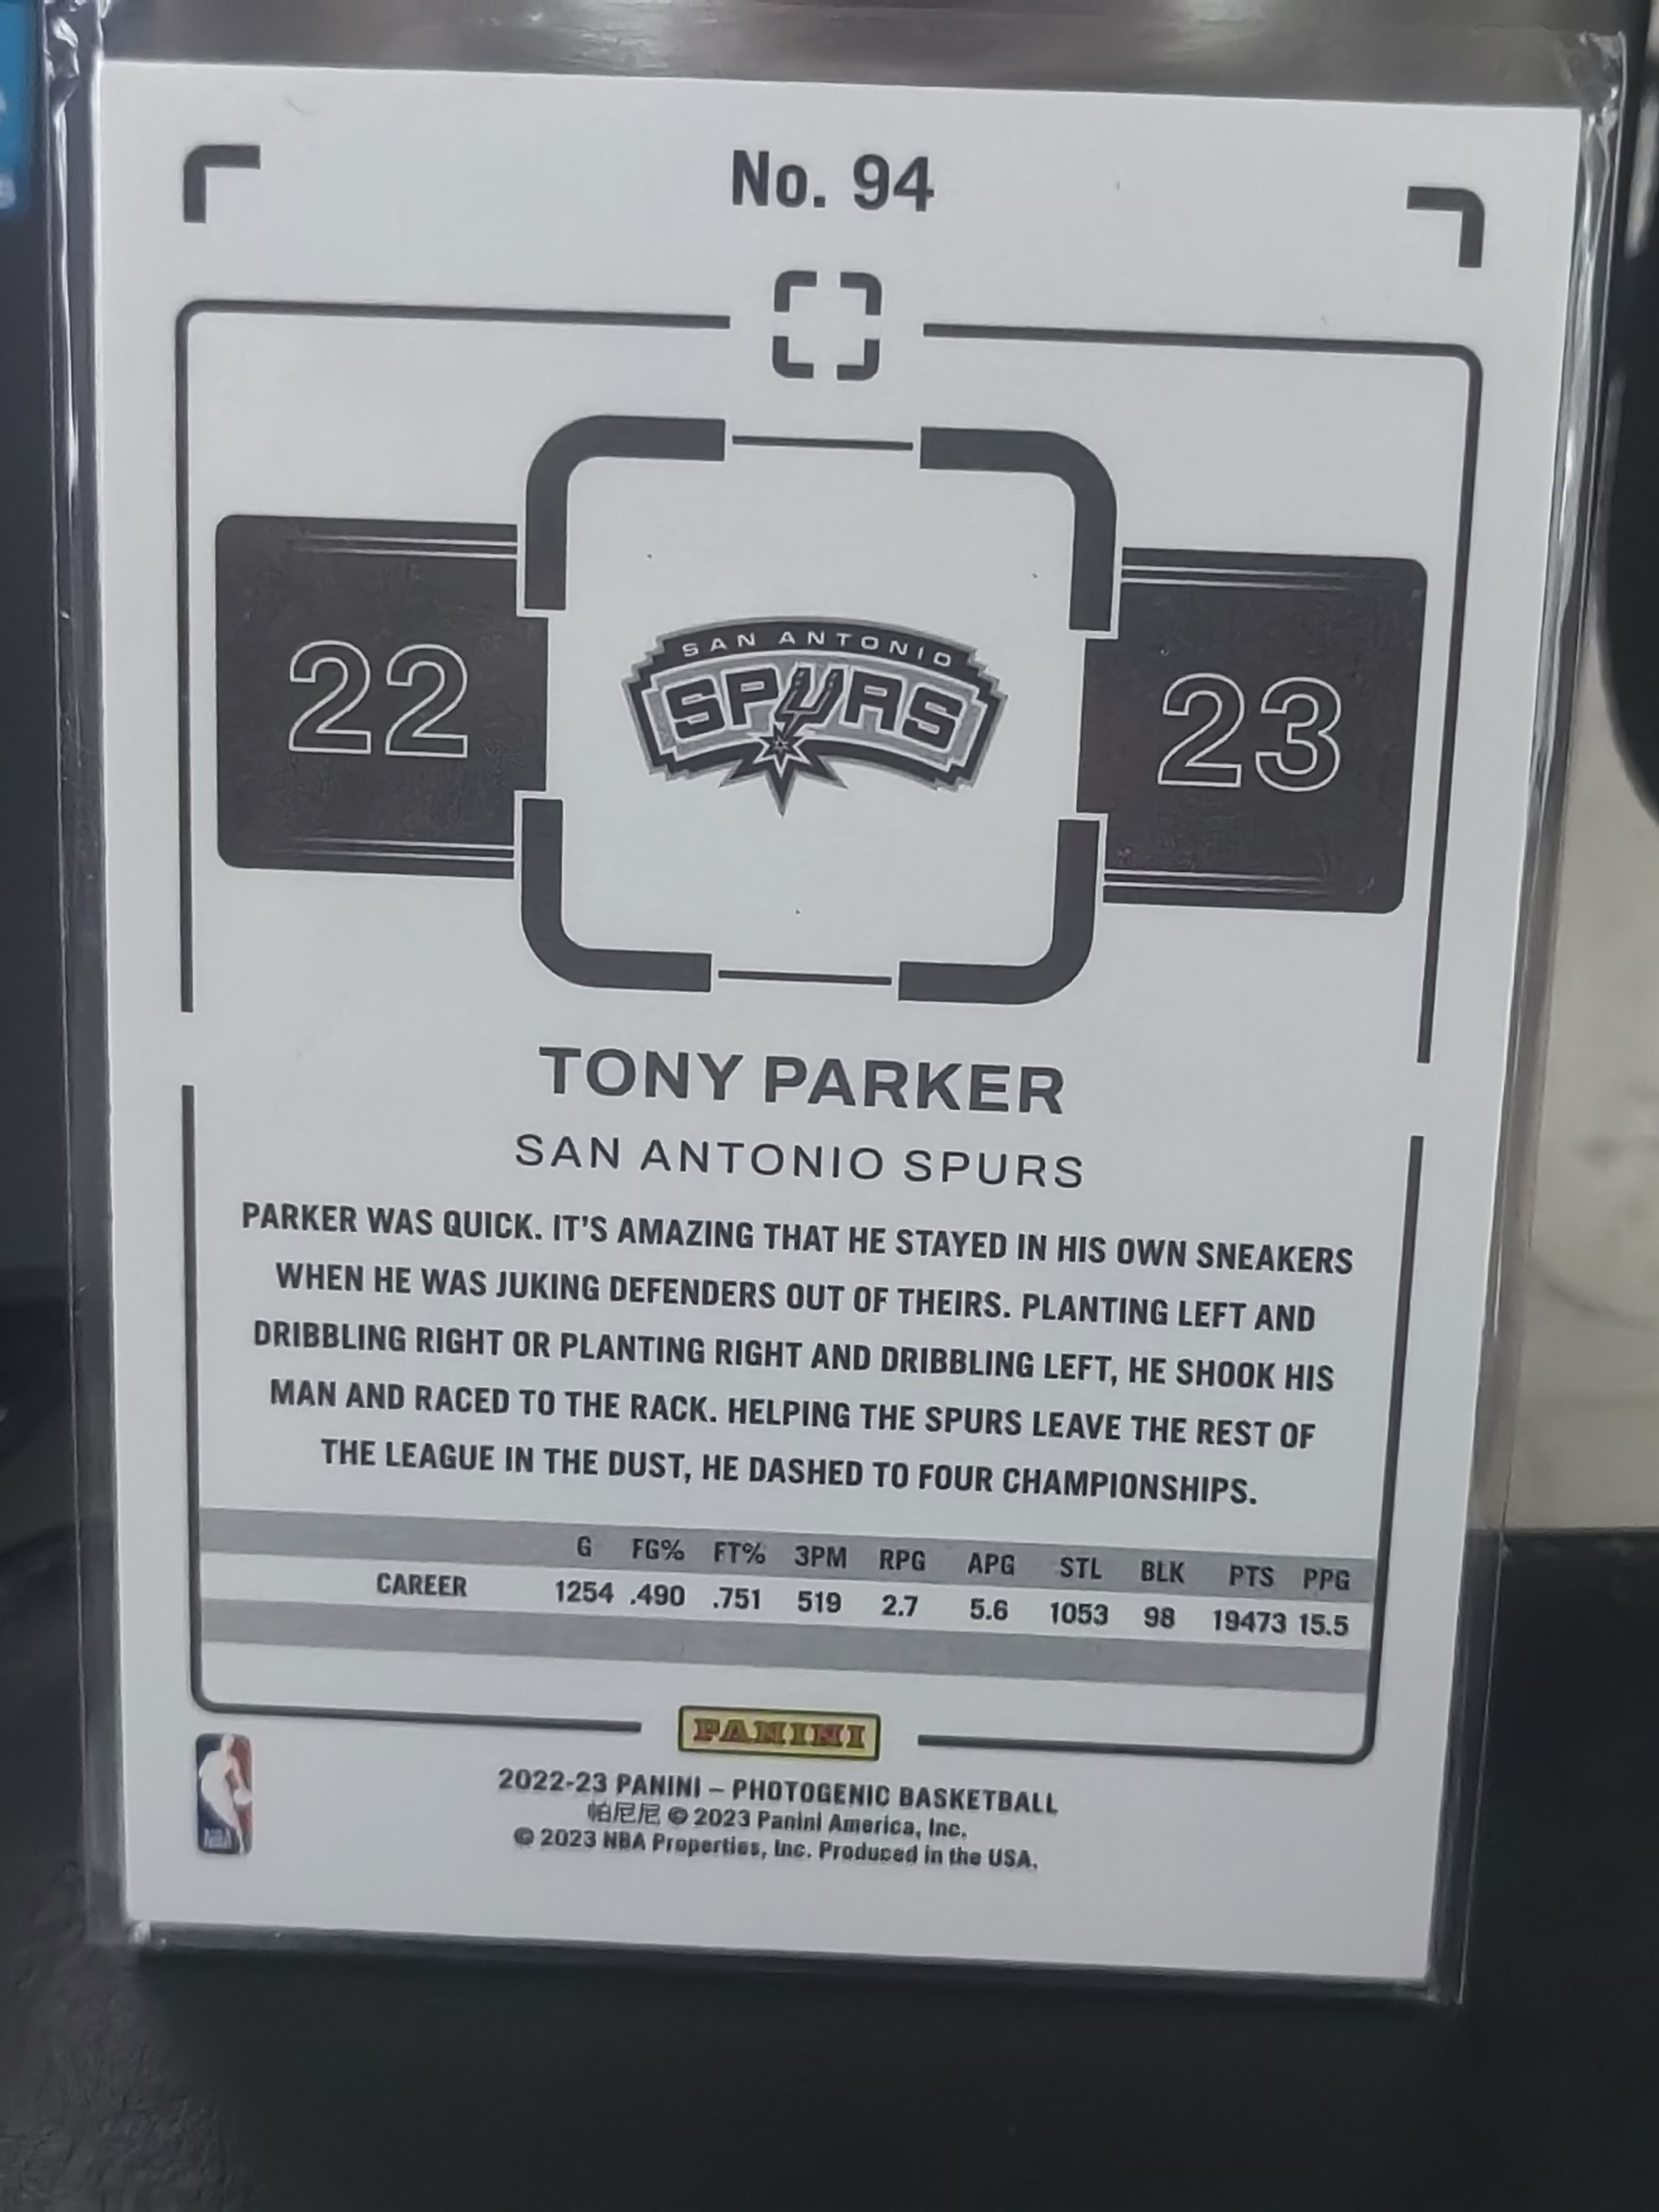 No. 94
22
SAN ANTONIO
SPURS
23
TONY PARKER
SAN ANTONIO SPURS
PARKER WAS QUICK. IT'S AMAZING THAT HE STAYED IN HIS OWN SNEAKERS
WHEN HE WAS JUKING DEFENDERS OUT OF THEIRS. PLANTING LEFT AND
DRIBBLING RIGHT OR PLANTING RIGHT AND DRIBBLING LEFT, HE SHOOK HIS
MAN AND RACED TO THE RACK. HELPING THE SPURS LEAVE THE REST OF
THE LEAGUE IN THE DUST, HE DASHED TO FOUR CHAMPIONSHIPS.
G FG% FT% 3PM RPG APG STL BLK PTS PPG
CAREER 1254 .490 .751 519 2.7 5.6 1053 98 19473 15.5
PANINI
2022-23 PANINI – PHOTOGENIC BASKETBALL
帕尼尼 © 2023 Panini America, Inc.
© 2023 NBA Properties, Inc. Produced in the USA.
NBA